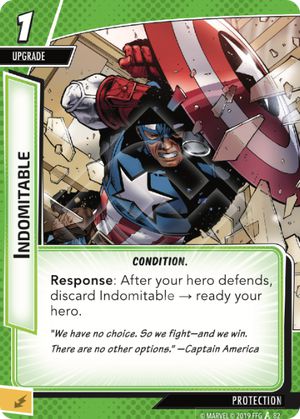 1
UPGRADE
INDOMITABLE
CONDITION.
Response: After your hero defends,
discard Indomitable → ready your
hero.
"We have no choice. So we fight—and we win.
There are no other options." —Captain America
PROTECTION
© MARVEL © 2019 FFG A 82